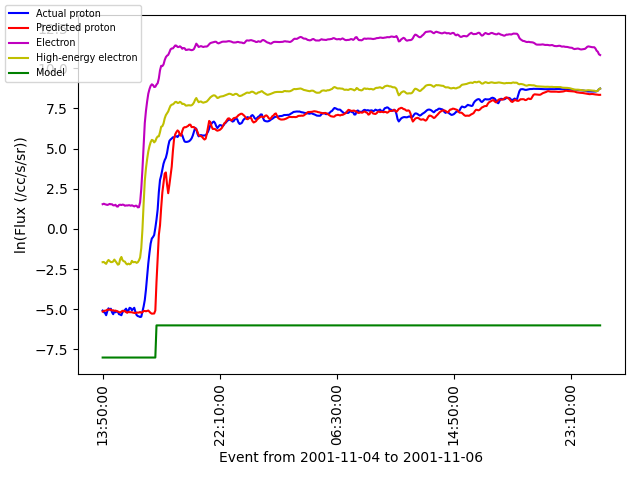 Actual proton
Predicted proton
Electron
High-energy electron
Model
7.5
5.0
2.5
0.0
−2.5
−5.0
−7.5
ln(Flux (/cc/s/sr))
13:50:00
22:10:00
06:30:00
14:50:00
23:10:00
Event from 2001-11-04 to 2001-11-06